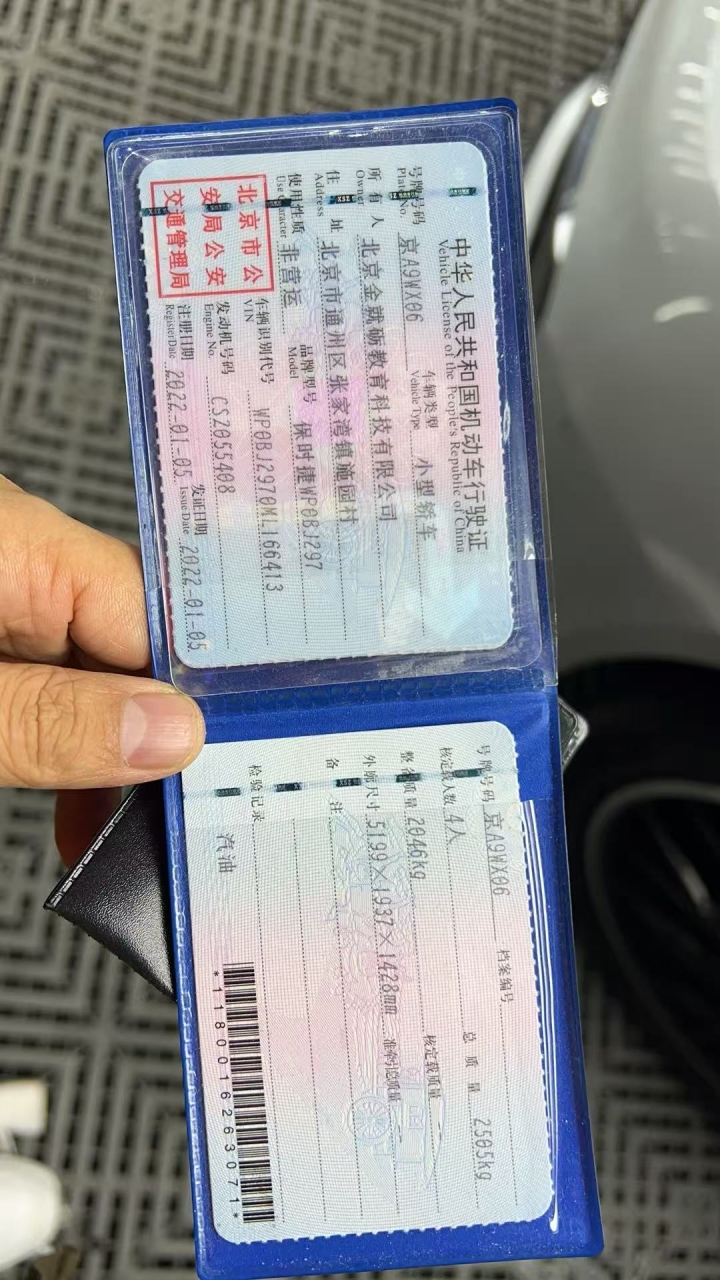 中华人民共和国机动车行驶证
Vehicle License of the People's Republic of China
号牌号码 京A9WX06 车辆类型 小型轿车
Plate No. Vehicle Type
所有人 北京金就砺教育科技有限公司
Owner
住址 北京市通州区张家湾镇施园村
Address
使用性质 非营运 品牌型号 保时捷WP0BJ297
Use Character Model
北京市公
安局公安
交通管理局
车辆识别代号 WP0BJ2970ML166413
VIN
发动机号码 CSZ055408
Engine No.
注册日期 2022-01-05 发证日期 2022-01-05
Register Date Issue Date
号牌号码 京A9WX06 档案编号
核定载人数 4人 总质量 2505kg
整备质量 2046kg 核定载质量
外廓尺寸 5199×1937×1428mm 准牵引总质量
备注
检验记录
汽油
*1180016263071*